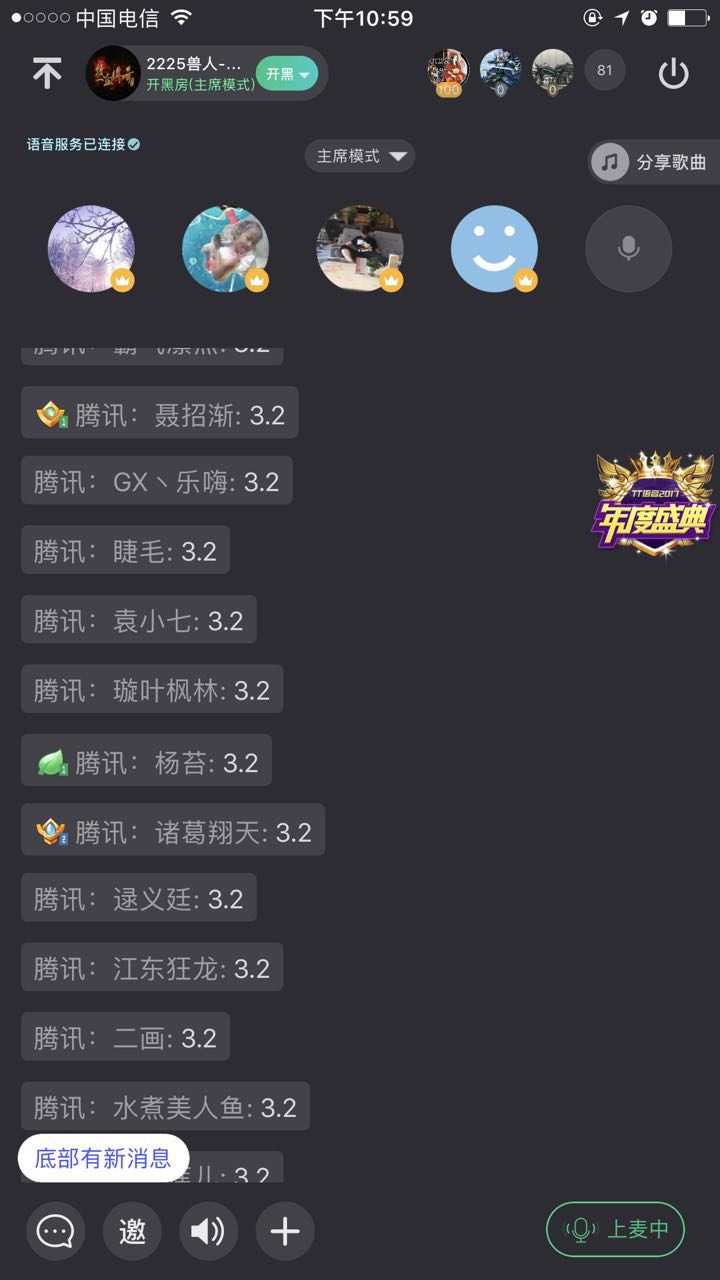 中国电信
下午10:59
2225兽人-...
开黑房(主席模式)
开黑
100
0
0
81
语音服务已连接
主席模式
分享歌曲
腾讯：聂招渐: 3.2
腾讯：GX丶乐嗨: 3.2
TT语音2017
年度盛典
腾讯：睫毛: 3.2
腾讯：袁小七: 3.2
腾讯：璇叶枫林: 3.2
1 腾讯：杨苔: 3.2
2 腾讯：诸葛翔天: 3.2
腾讯：逯义廷: 3.2
腾讯：江东狂龙: 3.2
腾讯：二画: 3.2
腾讯：水煮美人鱼: 3.2
底部有新消息
儿: 3.2
邀
上麦中